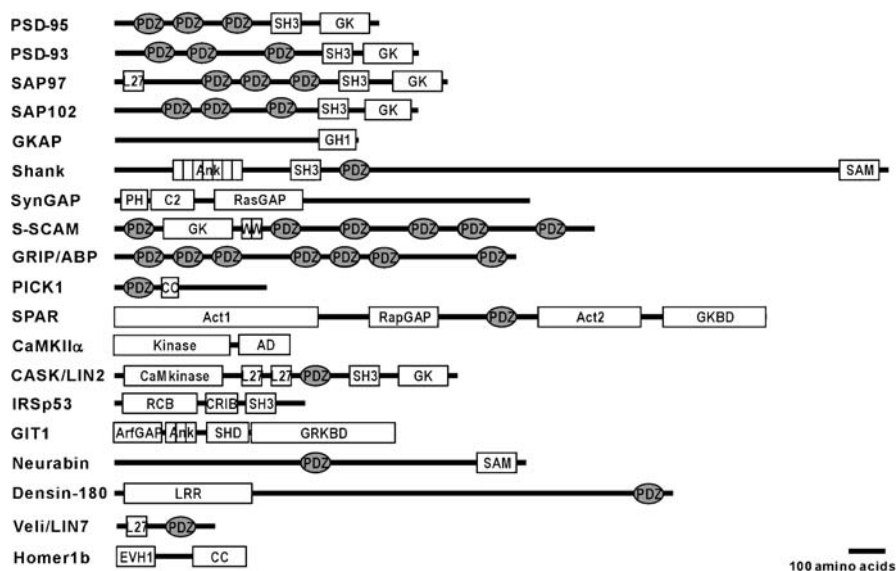 PSD-95 PDZ PDZ PDZ SH3 GK
PSD-93 PDZ PDZ PDZ SH3 GK
SAP97 L27 PDZ PDZ PDZ SH3 GK
SAP102 PDZ PDZ PDZ SH3 GK
GKAP GH1
Shank Ank SH3 PDZ SAM
SynGAP PH C2 RasGAP
S-SCAM PDZ GK WW PDZ PDZ PDZ PDZ PDZ
GRIP/ABP PDZ PDZ PDZ PDZ PDZ PDZ PDZ
PICK1 PDZ CC
SPAR Act1 RapGAP PDZ Act2 GKBD
CaMKIIα Kinase AD
CASK/LIN2 CaMkinase L27 L27 PDZ SH3 GK
IRSp53 RCB CRIB SH3
GIT1 ArfGAP Ank SHD GRKBD
Neurabin PDZ SAM
Densin-180 LRR PDZ
Veli/LIN7 L27 PDZ
Homer1b EVH1 CC
100 amino acids